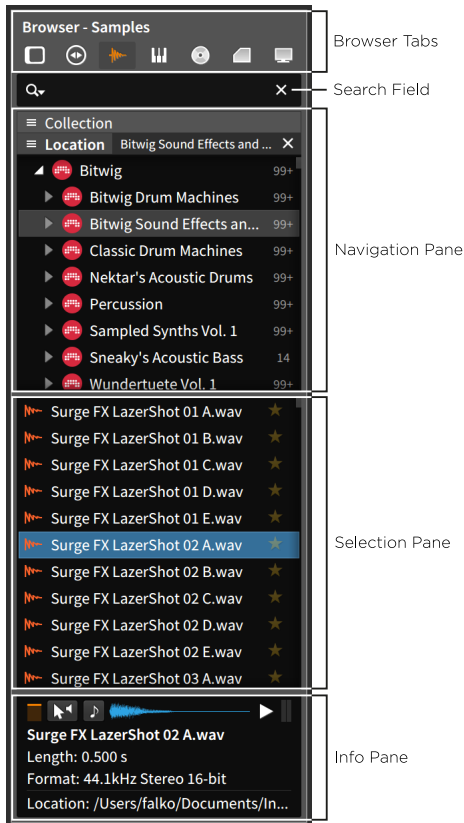 Browser - Samples
Browser Tabs
Search Field
Collection
Location Bitwig Sound Effects and ...
Bitwig 99+
Bitwig Drum Machines 99+
Bitwig Sound Effects an... 99+
Classic Drum Machines 99+
Navigation Pane
Nektar's Acoustic Drums 99+
Percussion 99+
Sampled Synths Vol. 1 99+
Sneaky's Acoustic Bass 14
Wundertuete Vol. 1 99+
Surge FX LazerShot 01 A.wav
Surge FX LazerShot 01 B.wav
Surge FX LazerShot 01 C.wav
Surge FX LazerShot 01 D.wav
Surge FX LazerShot 01 E.wav
Surge FX LazerShot 02 A.wav
Selection Pane
Surge FX LazerShot 02 B.wav
Surge FX LazerShot 02 C.wav
Surge FX LazerShot 02 D.wav
Surge FX LazerShot 02 E.wav
Surge FX LazerShot 03 A.wav
Surge FX LazerShot 02 A.wav
Length: 0.500 s
Info Pane
Format: 44.1kHz Stereo 16-bit
Location: /Users/falko/Documents/In...